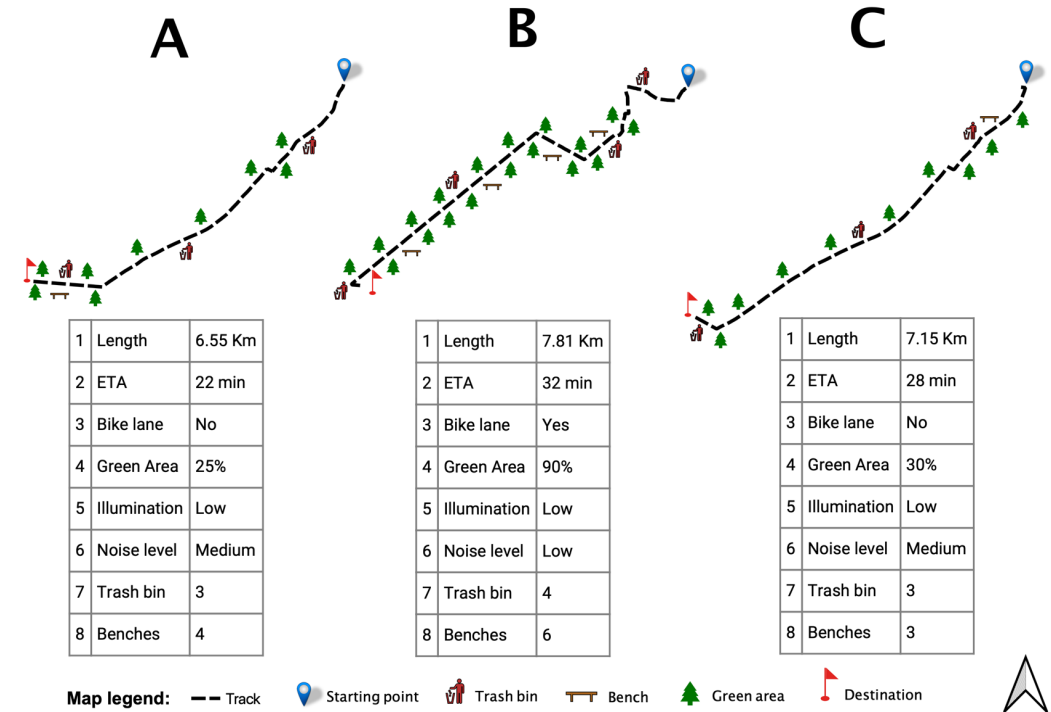 A
B
C
1 Length 6.55 Km
2 ETA 22 min
3 Bike lane No
4 Green Area 25%
5 Illumination Low
6 Noise level Medium
7 Trash bin 3
8 Benches 4
1 Length 7.81 Km
2 ETA 32 min
3 Bike lane Yes
4 Green Area 90%
5 Illumination Low
6 Noise level Low
7 Trash bin 4
8 Benches 6
1 Length 7.15 Km
2 ETA 28 min
3 Bike lane No
4 Green Area 30%
5 Illumination Low
6 Noise level Medium
7 Trash bin 3
8 Benches 3
Map legend: Track Starting point Trash bin Bench Green area Destination